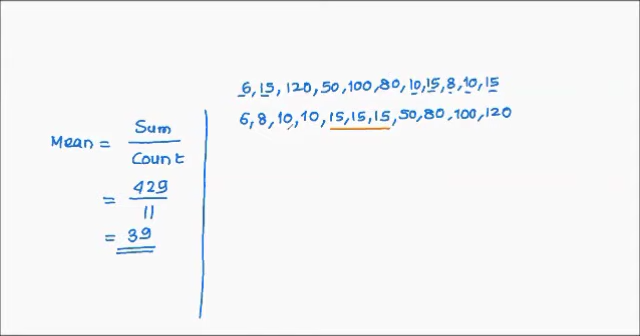 6, 15, 120, 50, 100, 80, 10, 15, 8, 10, 15
6, 8, 10, 10, 15, 15, 15, 50, 80, 100, 120
Mean = Sum
Count
= 429
11
= 39